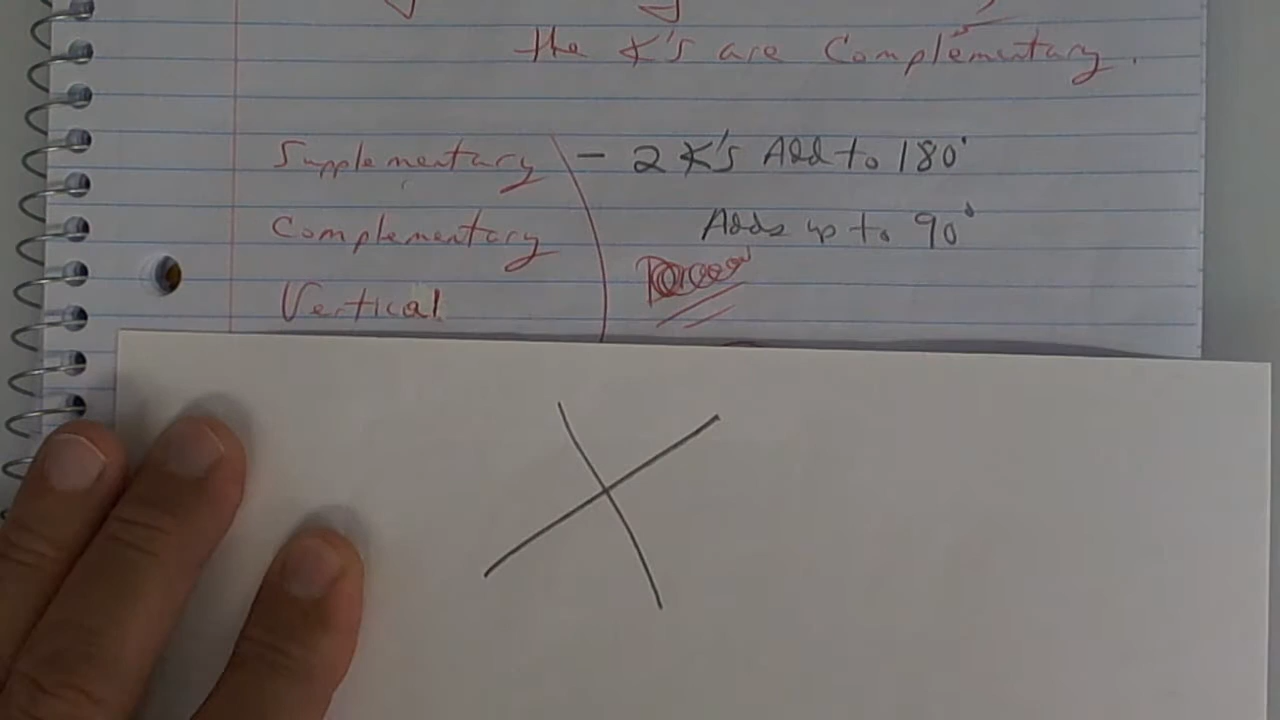 the ∠'s are Complementary.
Supplementary - 2 ∠'s Add to 180°
Complementary Adds up to 90°
Vertical